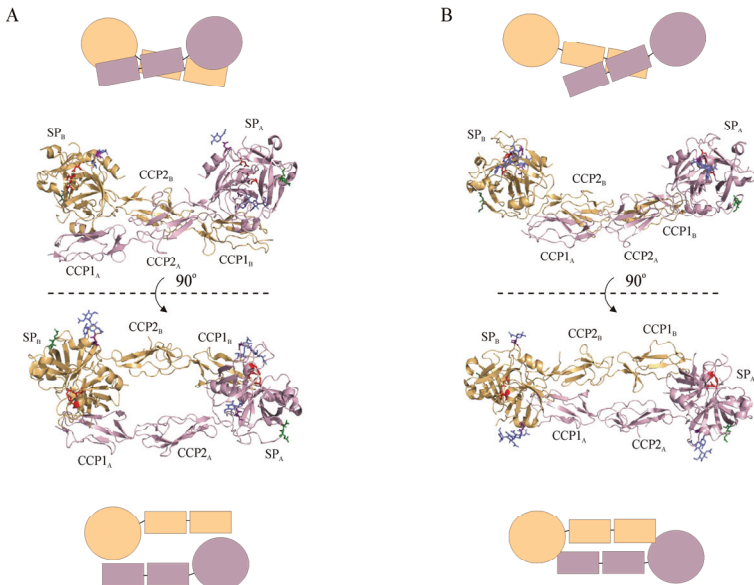 A
B
SP_B
SP_A
CCP2_B
CCP1_A
CCP2_A
CCP1_B
90°
SP_B
CCP2_B
CCP1_B
CCP1_A
CCP2_A
SP_A
SP_B
SP_A
CCP2_B
CCP1_B
CCP1_A
CCP2_A
90°
SP_B
CCP2_B
CCP1_B
SP_A
CCP1_A
CCP2_A